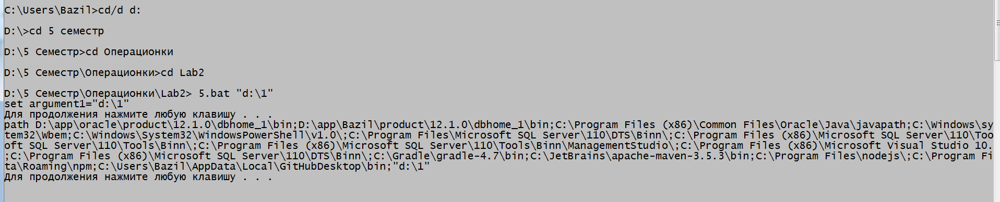 C:\Users\Bazil>cd/d d:
D:\>cd 5 семестр
D:\5 Семестр>cd Операционки
D:\5 Семестр\Операционки>cd Lab2
D:\5 Семестр\Операционки\Lab2> 5.bat "d:\1"
set argument1="d:\1"
Для продолжения нажмите любую клавишу . . .
path D:\app\oracle\product\12.1.0\dbhome_1\bin;D:\app\Bazil\product\12.1.0\dbhome_1\bin;C:\Program Files (x86)\Common Files\Oracle\Java\javapath;C:\Windows\sy
tem32\Wbem;C:\Windows\System32\WindowsPowerShell\v1.0\;C:\Program Files\Microsoft SQL Server\110\DTS\Binn\;C:\Program Files (x86)\Microsoft SQL Server\110\Too
oft SQL Server\110\Tools\Binn\;C:\Program Files (x86)\Microsoft SQL Server\110\Tools\Binn\ManagementStudio\;C:\Program Files (x86)\Microsoft Visual Studio 10.
;C:\Program Files (x86)\Microsoft SQL Server\110\DTS\Binn\;C:\Gradle\gradle-4.7\bin;C:\JetBrains\apache-maven-3.5.3\bin;C:\Program Files\nodejs\;C:\Program Fi
ta\Roaming\npm;C:\Users\Bazil\AppData\Local\GitHubDesktop\bin;"d:\1"
Для продолжения нажмите любую клавишу . . .